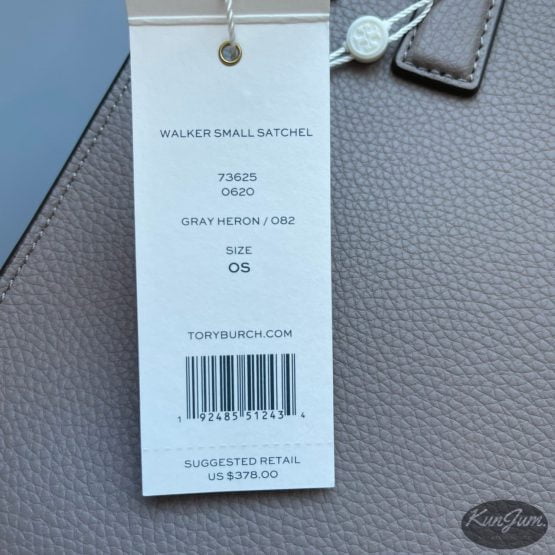 WALKER SMALL SATCHEL
73625
0620
GRAY HERON / 082
SIZE
OS
TORYBURCH.COM
1 92485 51243 4
SUGGESTED RETAIL
US $378.00
KunJum.